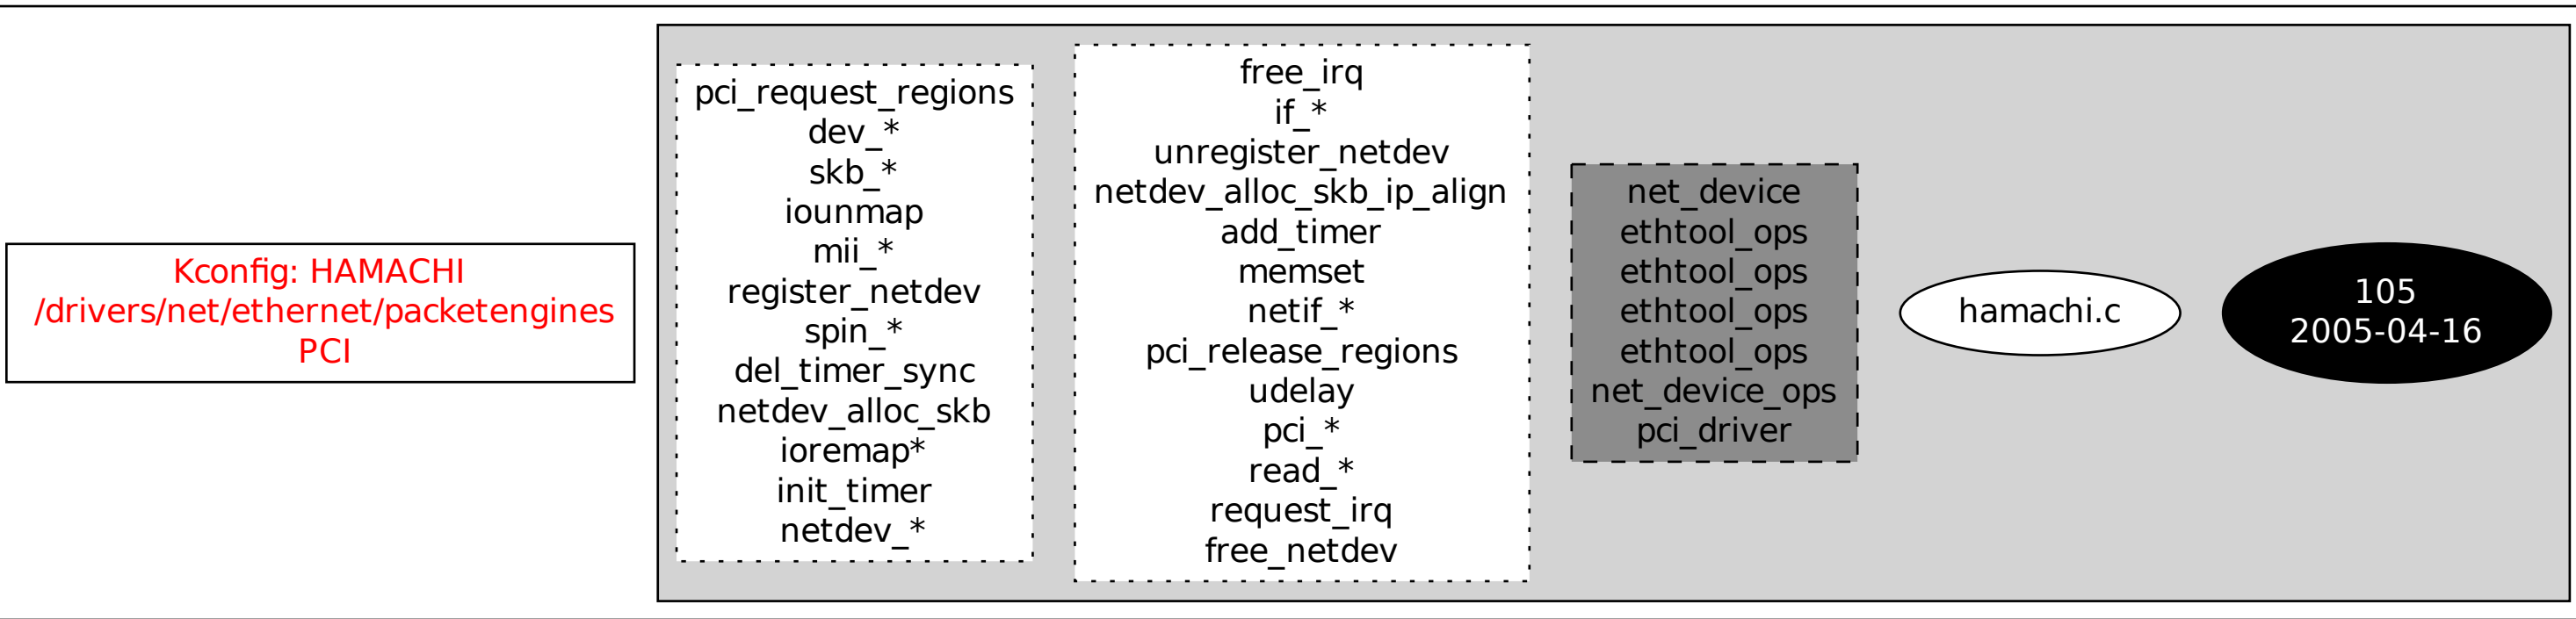 Kconfig: HAMACHI
/drivers/net/ethernet/packetengines
PCI
pci_request_regions
dev_*
skb_*
iounmap
mii_*
register_netdev
spin_*
del_timer_sync
netdev_alloc_skb
ioremap*
init_timer
netdev_*
free_irq
if_*
unregister_netdev
netdev_alloc_skb_ip_align
add_timer
memset
netif_*
pci_release_regions
udelay
pci_*
read_*
request_irq
free_netdev
net_device
ethtool_ops
ethtool_ops
ethtool_ops
ethtool_ops
net_device_ops
pci_driver
hamachi.c
105
2005-04-16